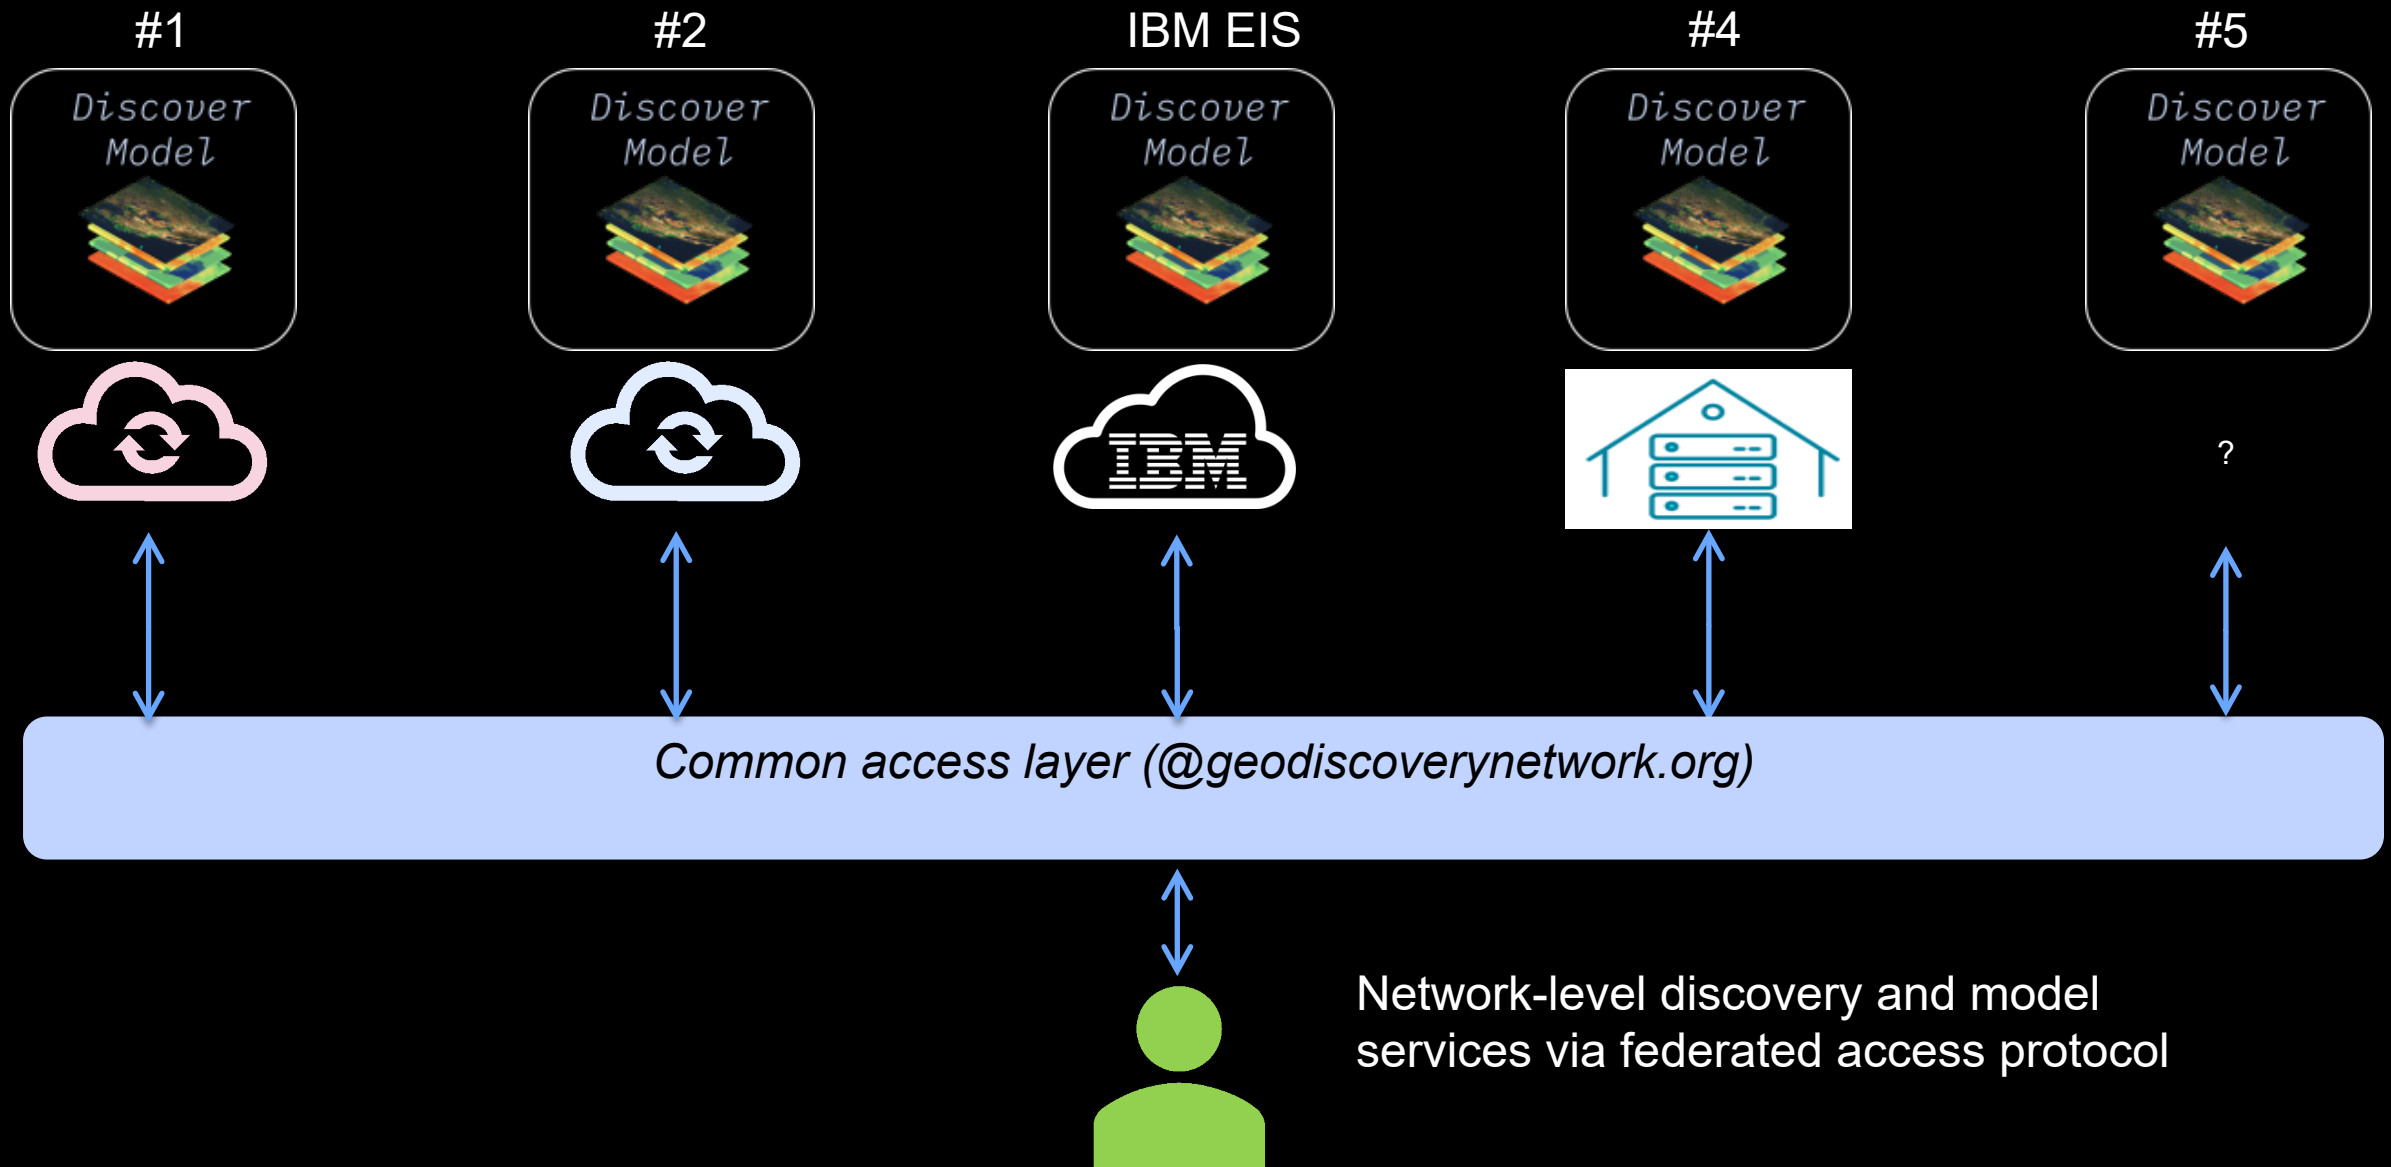 #1
#2
IBM EIS
#4
#5
Discover
Model
Discover
Model
Discover
Model
Discover
Model
Discover
Model
IBM
?
Common access layer (@geodiscoverynetwork.org)
Network-level discovery and model
services via federated access protocol